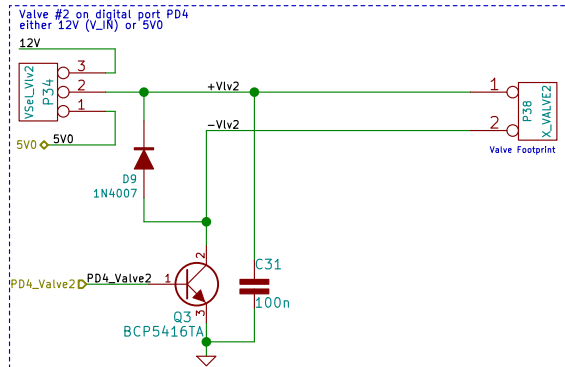 Valve #2 on digital port PD4
either 12V (V_IN) or 5V0
12V
VSel_Vlv2
P34
3
2
1
+Vlv2
-Vlv2
1
2
P38
X_VALVE2
Valve Footprint
5V0
5V0
D9
1N4007
2
C31
100n
PD4_Valve2
PD4_Valve2
1
3
Q3
BCP5416TA